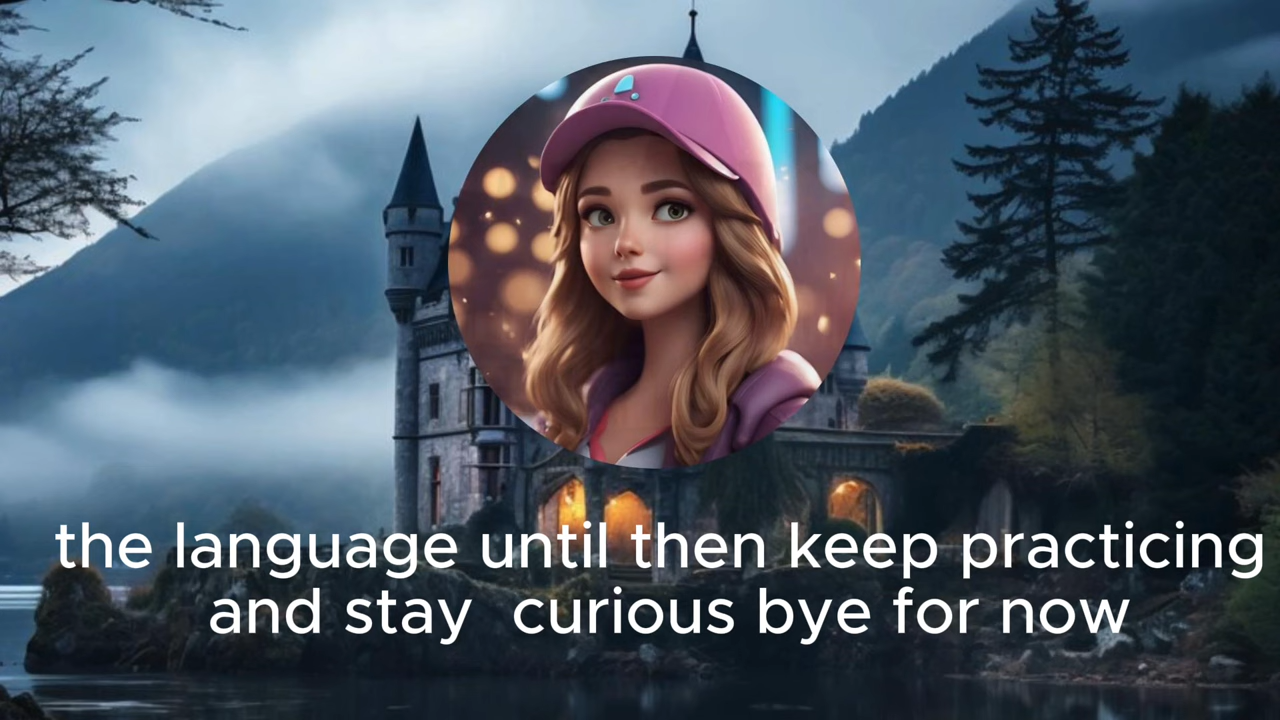 the language until then keep practicing
and stay  curious bye for now